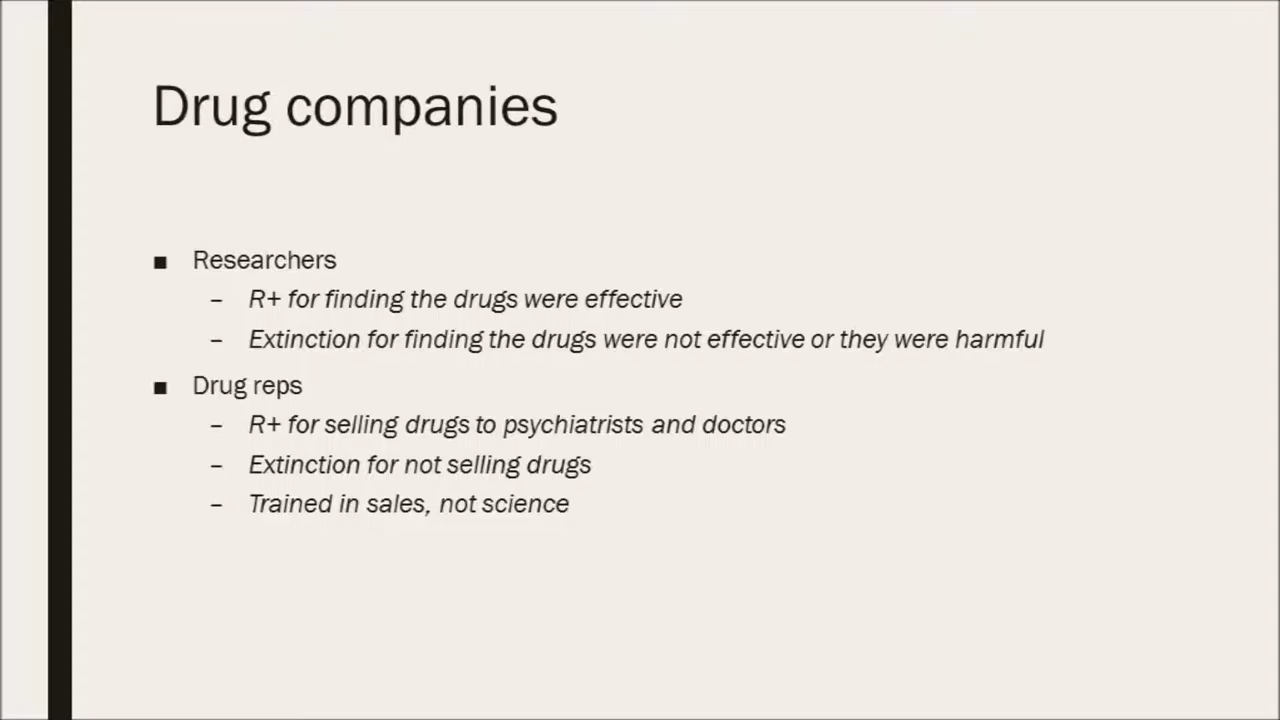 Drug companies
■ Researchers
– R+ for finding the drugs were effective
– Extinction for finding the drugs were not effective or they were harmful
■ Drug reps
– R+ for selling drugs to psychiatrists and doctors
– Extinction for not selling drugs
– Trained in sales, not science